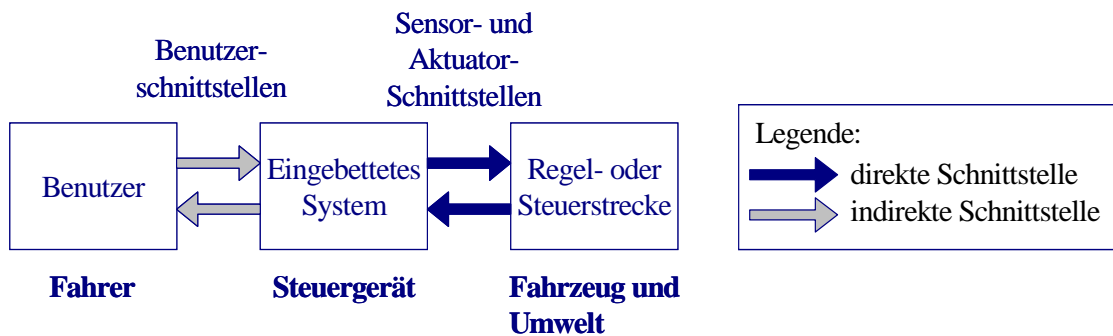 Benutzer-
schnittstellen
Sensor- und
Aktuator-
Schnittstellen
Benutzer
Eingebettetes
System
Regel- oder
Steuerstrecke
Fahrer
Steuergerät
Fahrzeug und
Umwelt
Legende:
direkte Schnittstelle
indirekte Schnittstelle